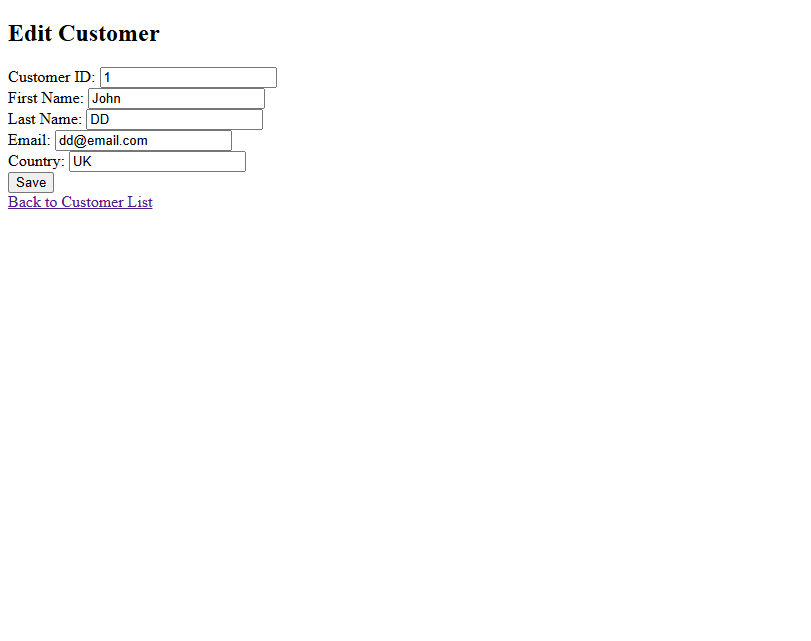 Edit Customer
Customer ID: 1
First Name: John
Last Name: DD
Email: dd@email.com
Country: UK
Save
Back to Customer List